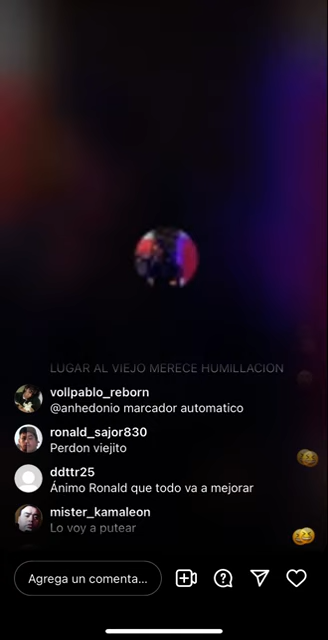 LUGAR AL VIEJO MERECE HUMILLACION
vollpablo_reborn
@anhedonio marcador automatico
ronald_sajor830
Perdon viejito
ddttr25
Ánimo Ronald que todo va a mejorar
mister_kamaleon
Lo voy a putear
Agrega un comenta...